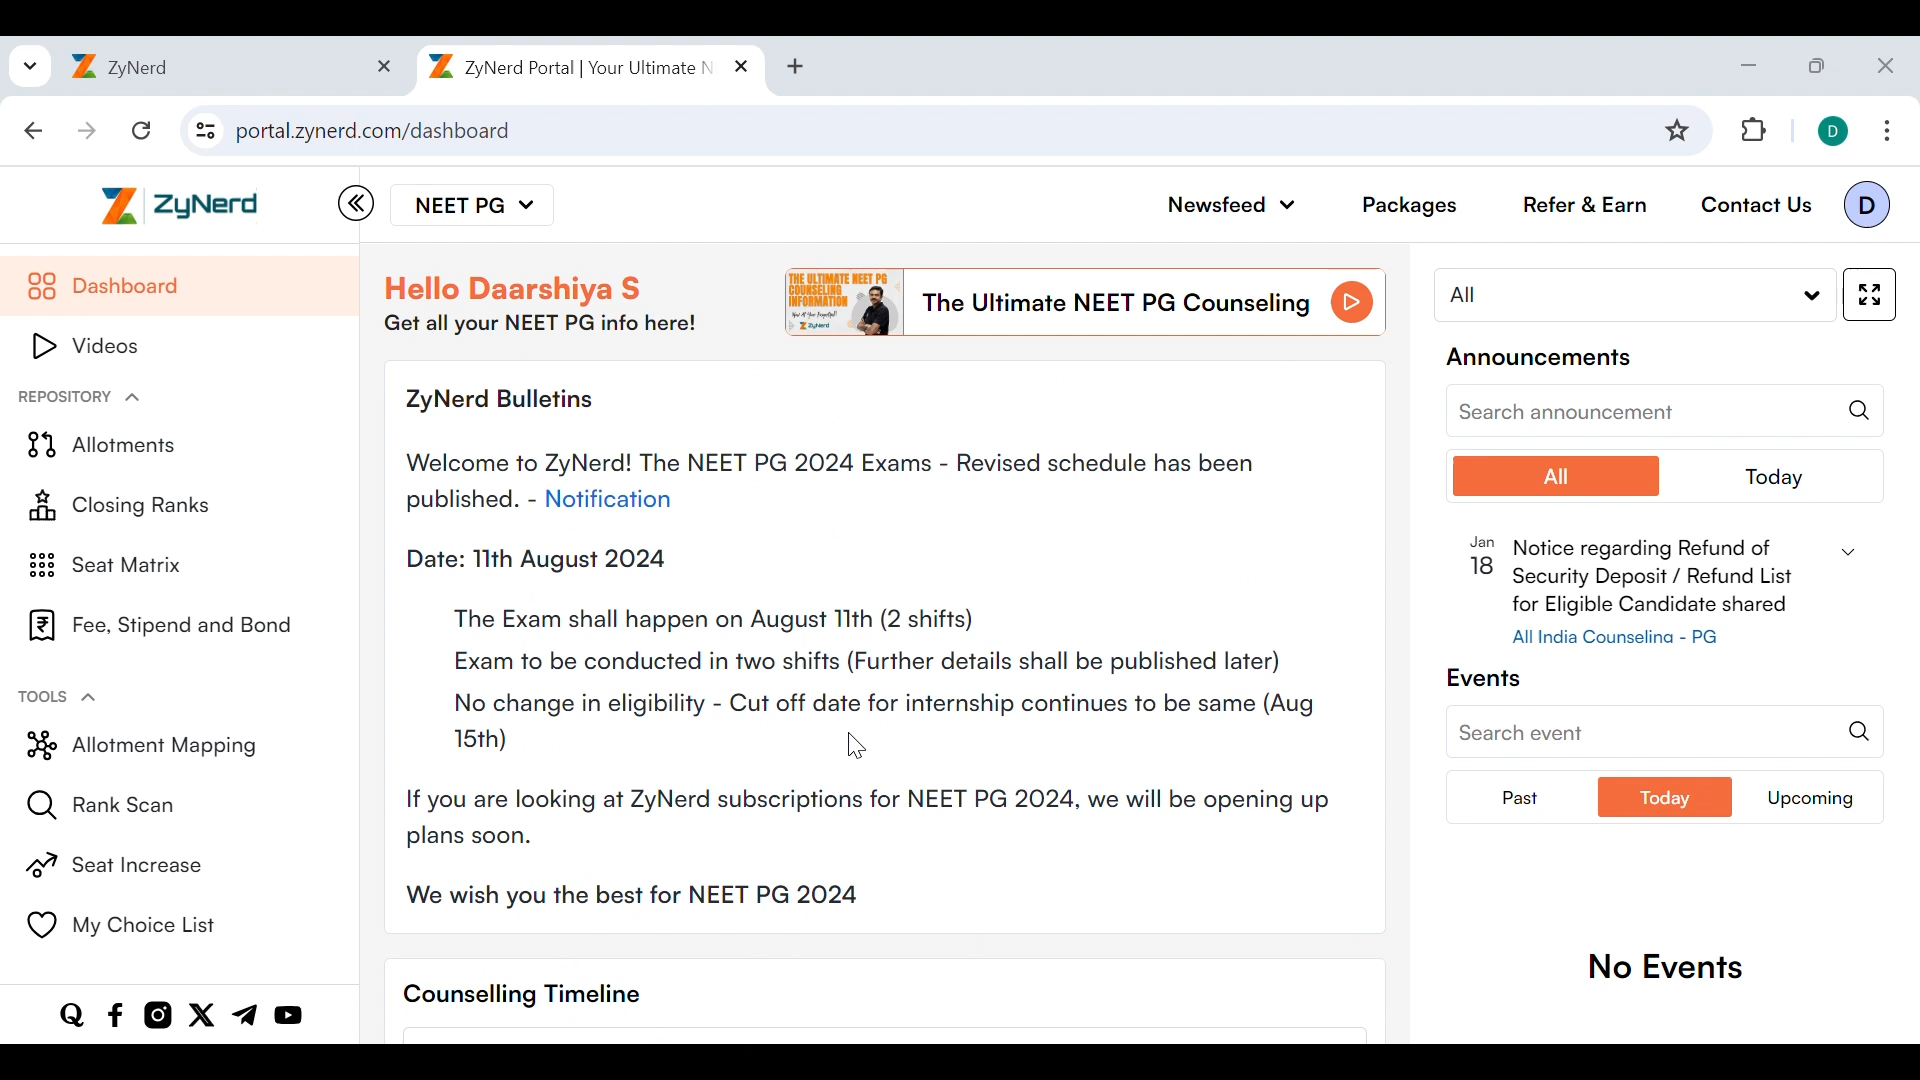 ZyNerd
ZyNerd Portal | Your Ultimate N
portal.zynerd.com/dashboard
D
ZyNerd
NEET PG
Newsfeed
Packages
Refer & Earn
Contact Us
D
Dashboard
Videos
REPOSITORY
Allotments
Closing Ranks
Seat Matrix
Fee, Stipend and Bond
TOOLS
Allotment Mapping
Rank Scan
Seat Increase
My Choice List
Hello Daarshiya S
Get all your NEET PG info here!
THE ULTIMATE NEET PG
COUNSELING
INFORMATION
ZyNerd
The Ultimate NEET PG Counseling
ZyNerd Bulletins
Welcome to ZyNerd! The NEET PG 2024 Exams - Revised schedule has been
published. - Notification
Date: 11th August 2024
The Exam shall happen on August 11th (2 shifts)
Exam to be conducted in two shifts (Further details shall be published later)
No change in eligibility - Cut off date for internship continues to be same (Aug
15th)
If you are looking at ZyNerd subscriptions for NEET PG 2024, we will be opening up
plans soon.
We wish you the best for NEET PG 2024
Counselling Timeline
All
Announcements
Search announcement
All
Today
Jan
18
Notice regarding Refund of
Security Deposit / Refund List
for Eligible Candidate shared
All India Counseling - PG
Events
Search event
Past
Today
Upcoming
No Events